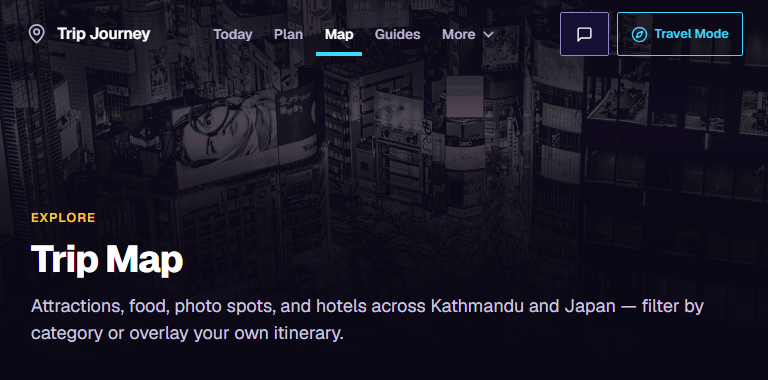 Trip Journey
Today
Plan
Map
Guides
More
Travel Mode
EXPLORE
Trip Map
Attractions, food, photo spots, and hotels across Kathmandu and Japan — filter by
category or overlay your own itinerary.